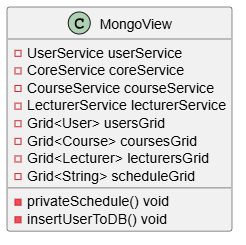 C MongoView
UserService userService
CoreService coreService
CourseService courseService
LecturerService lecturerService
Grid<User> usersGrid
Grid<Course> coursesGrid
Grid<Lecturer> lecturersGrid
Grid<String> scheduleGrid
privateSchedule() void
insertUserToDB() void